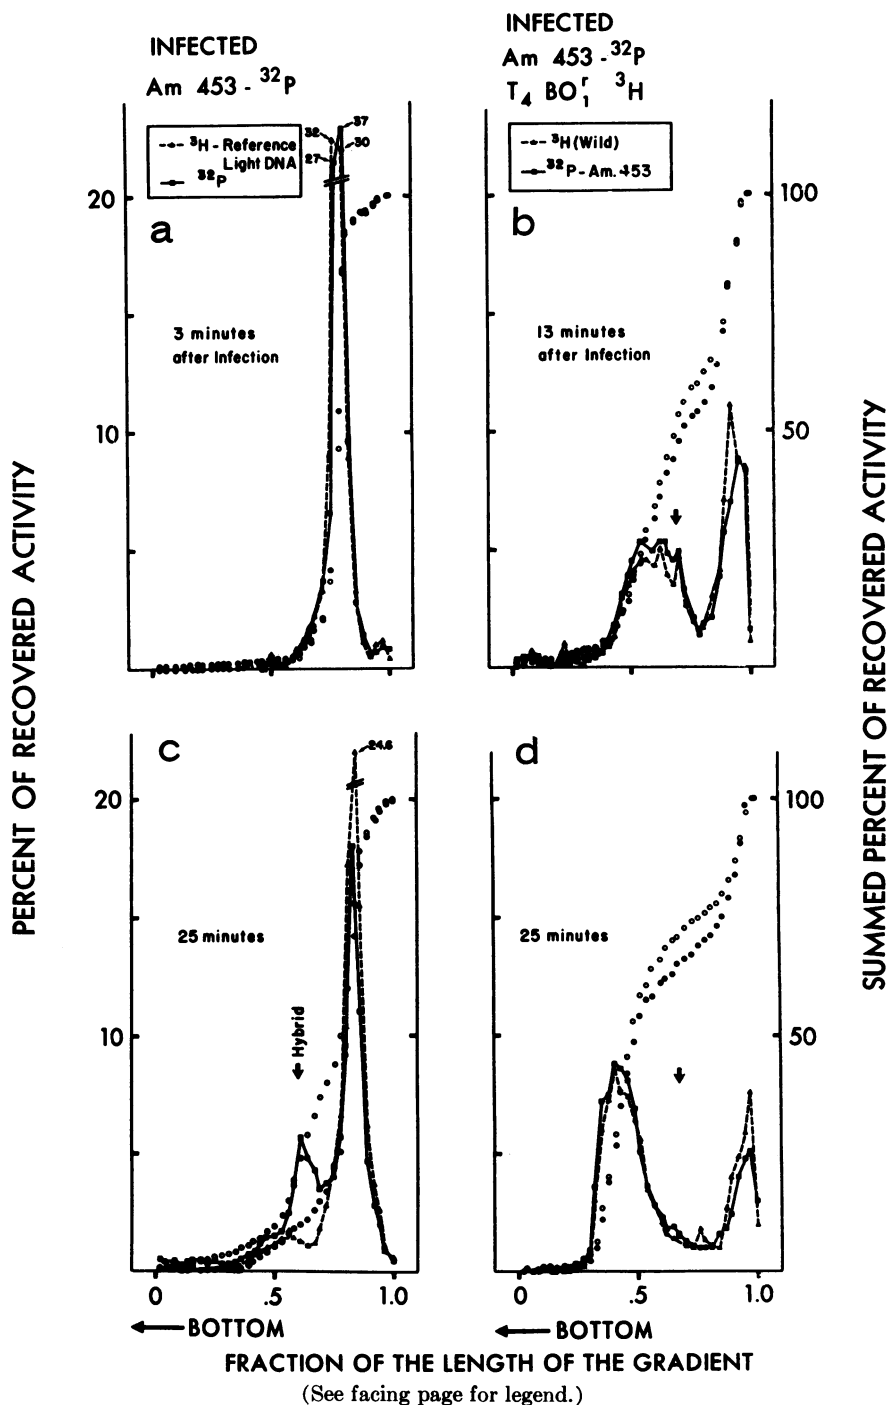 INFECTED
Am 453 - ³²P
INFECTED
Am 453 - ³²P
T₄ BO₁ʳ ³H
³H - Reference
Light DNA
³²P
32
37
30
27
³H (Wild)
³²P - Am. 453
20
10
a
3 minutes
after Infection
b
13 minutes
after Infection
100
50
PERCENT OF RECOVERED ACTIVITY
SUMMED PERCENT OF RECOVERED ACTIVITY
c
24.6
20
10
25 minutes
Hybrid
d
25 minutes
100
50
0
.5
1.0
0
.5
1.0
BOTTOM
BOTTOM
FRACTION OF THE LENGTH OF THE GRADIENT
(See facing page for legend.)